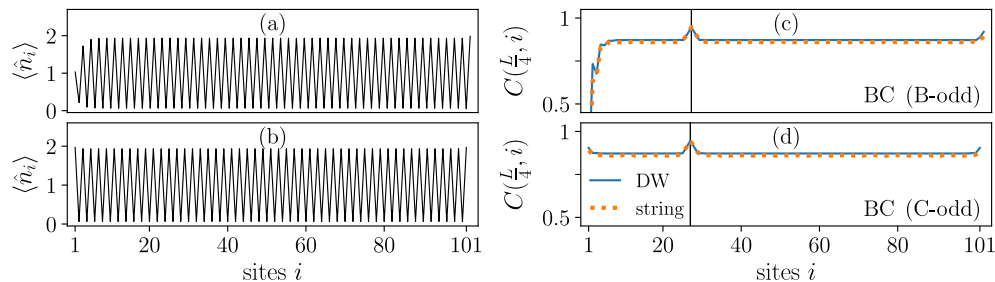 ⟨n̂ᵢ⟩
2
1
0
(a)
⟨n̂ᵢ⟩
2
1
0
(b)
1 20 40 60 80 101
sites i
C(L/4, i)
1
0.5
(c)
BC (B-odd)
C(L/4, i)
1
0.5
(d)
DW
string
BC (C-odd)
1 20 40 60 80 101
sites i